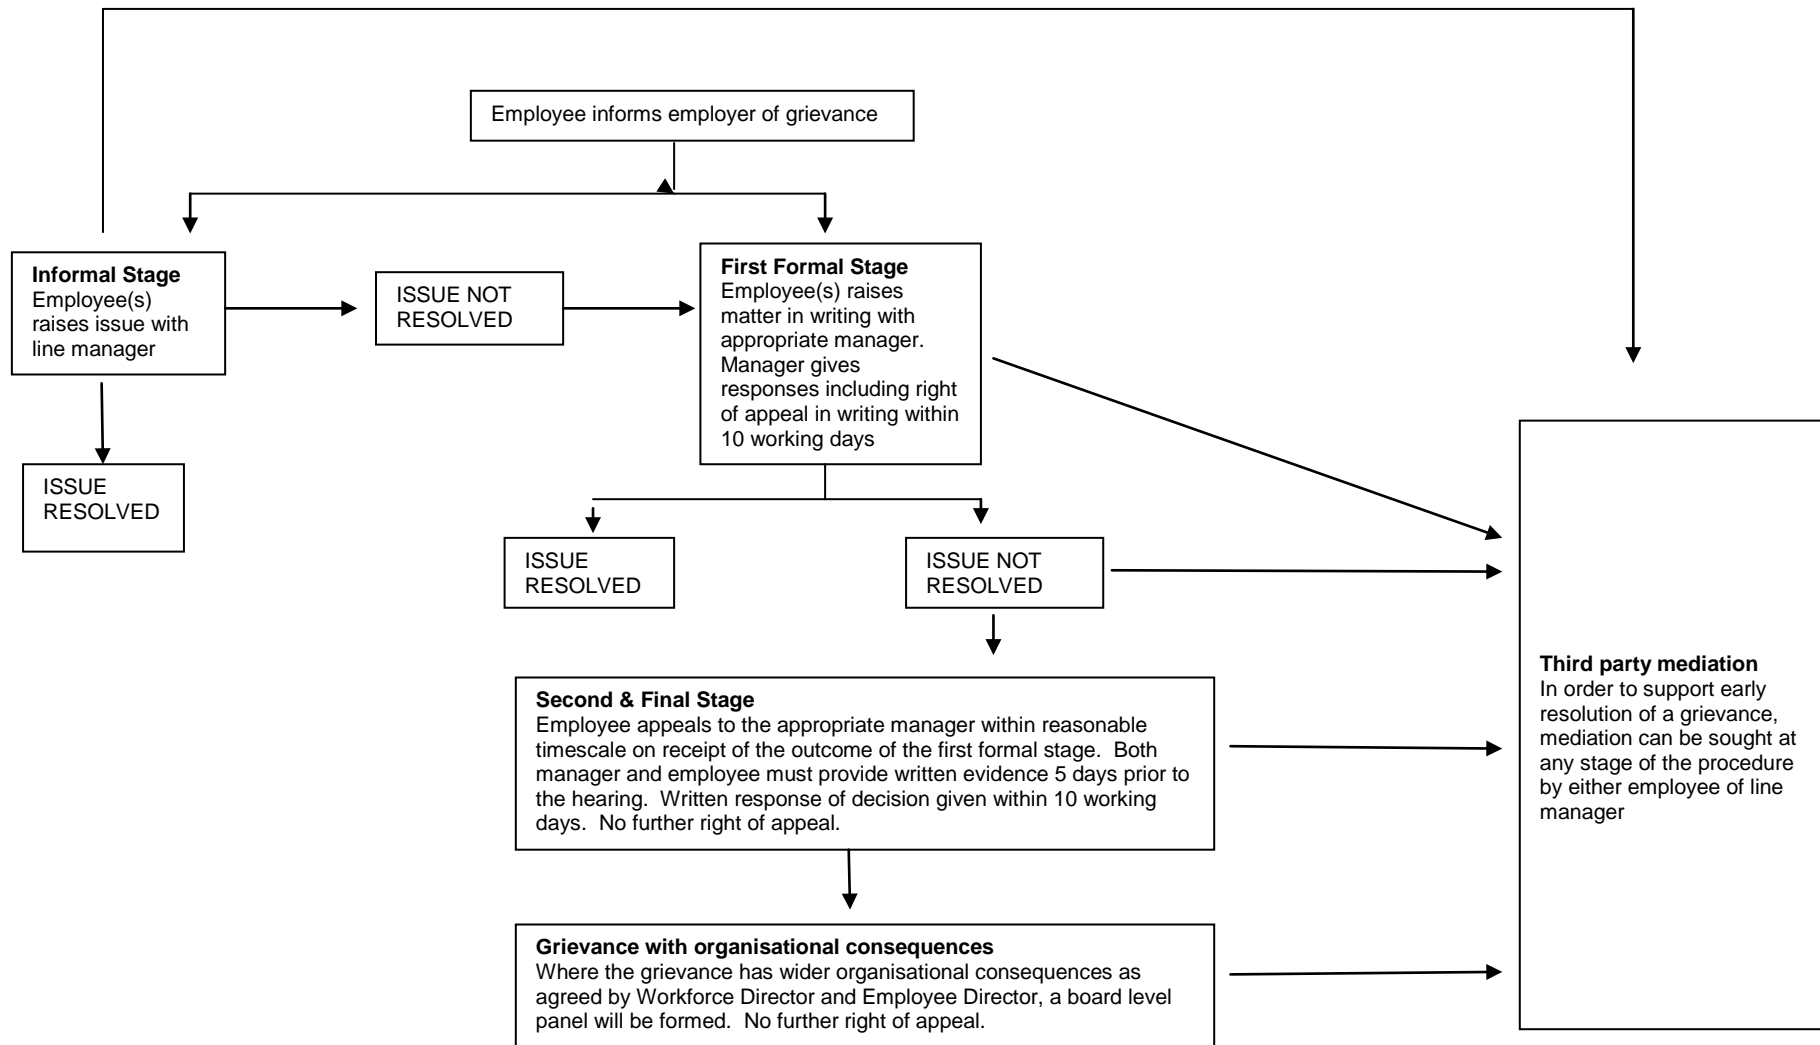 Employee informs employer of grievance
Informal Stage
Employee(s)
raises issue with
line manager
ISSUE NOT
RESOLVED
First Formal Stage
Employee(s) raises
matter in writing with
appropriate manager.
Manager gives
responses including right
of appeal in writing within
10 working days
ISSUE
RESOLVED
ISSUE
RESOLVED
ISSUE NOT
RESOLVED
Second & Final Stage
Employee appeals to the appropriate manager within reasonable
timescale on receipt of the outcome of the first formal stage.  Both
manager and employee must provide written evidence 5 days prior to
the hearing.  Written response of decision given within 10 working
days.  No further right of appeal.
Grievance with organisational consequences
Where the grievance has wider organisational consequences as
agreed by Workforce Director and Employee Director, a board level
panel will be formed.  No further right of appeal.
Third party mediation
In order to support early
resolution of a grievance,
mediation can be sought at
any stage of the procedure
by either employee of line
manager